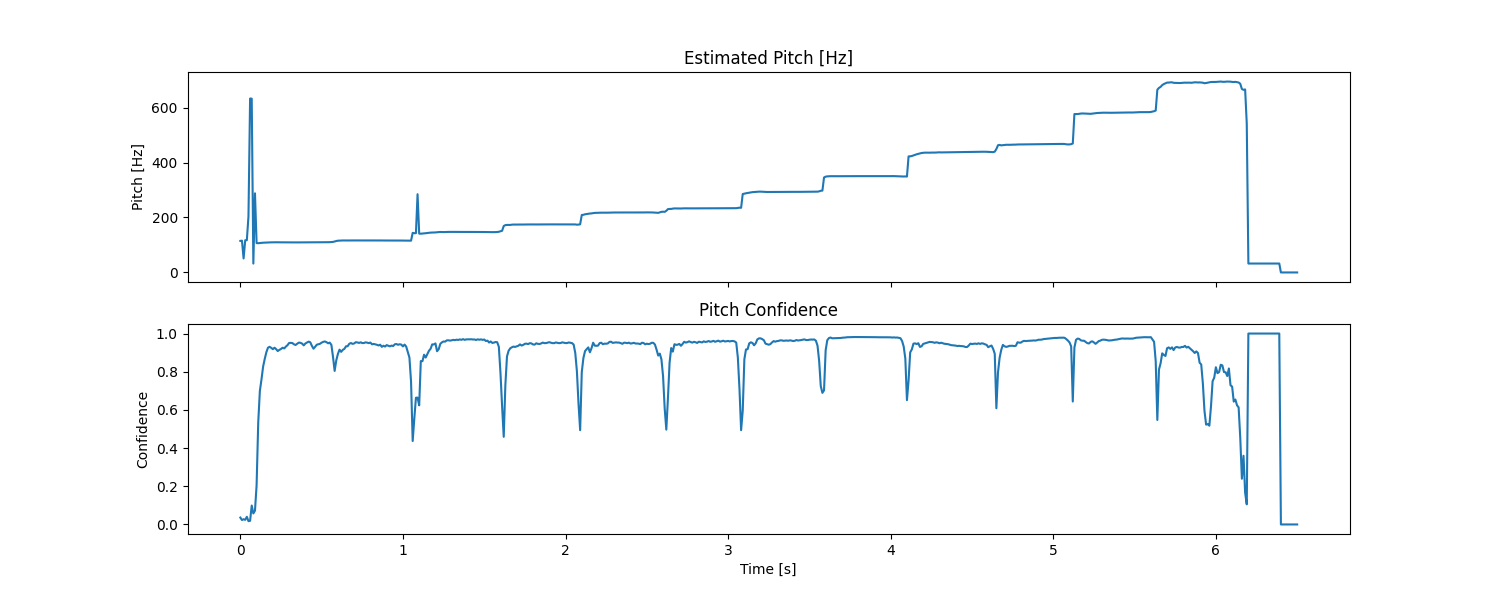 Estimated Pitch [Hz]
600
400
200
0
Pitch [Hz]
Pitch Confidence
1.0
0.8
0.6
0.4
0.2
0.0
Confidence
0 1 2 3 4 5 6
Time [s]